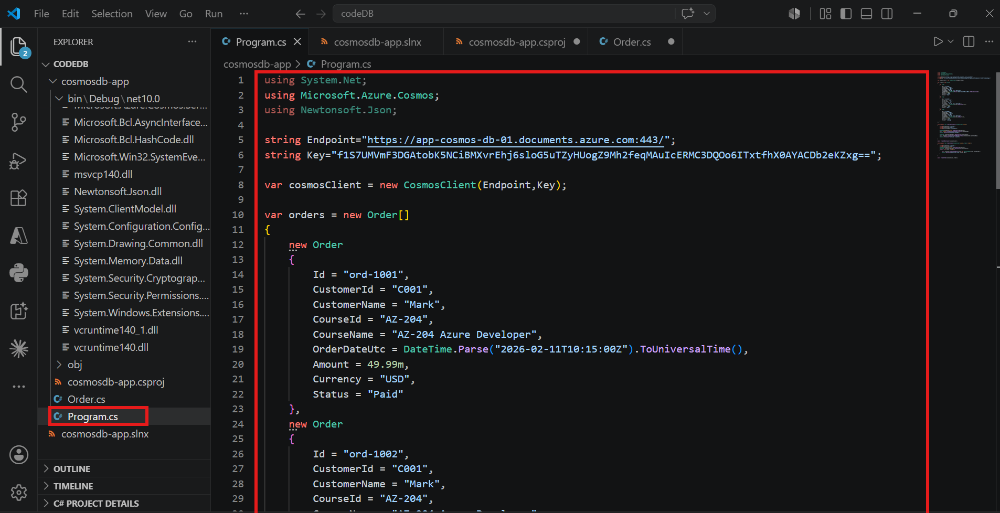 File Edit Selection View Go Run ...
codeDB
EXPLORER
2
CODEDB
cosmosdb-app
bin\Debug\net10.0
Microsoft.Bcl.AsyncInterface...
Microsoft.Bcl.HashCode.dll
Microsoft.Win32.SystemEve...
msvcp140.dll
Newtonsoft.Json.dll
System.ClientModel.dll
System.Configuration.Config...
System.Drawing.Common.dll
System.Memory.Data.dll
System.Security.Cryptograp...
System.Security.Permissions....
System.Windows.Extensions....
vcruntime140_1.dll
vcruntime140.dll
obj
cosmosdb-app.csproj
Order.cs
Program.cs
cosmosdb-app.slnx
OUTLINE
TIMELINE
C# PROJECT DETAILS
Program.cs cosmosdb-app.slnx cosmosdb-app.csproj Order.cs
cosmosdb-app > Program.cs
1 using System.Net;
2 using Microsoft.Azure.Cosmos;
3 using Newtonsoft.Json;
4
5 string Endpoint="https://app-cosmos-db-01.documents.azure.com:443/";
6 string Key="f1S7UMVmF3DGAtobK5NCiBMXvrEhj6sloG5uTZyHUogZ9Mh2feqMAuIcERMC3DQOo6ITxtfhX0AYACDb2eKZxg==";
7
8 var cosmosClient = new CosmosClient(Endpoint,Key);
9
10 var orders = new Order[]
11 {
12 new Order
13 {
14 Id = "ord-1001",
15 CustomerId = "C001",
16 CustomerName = "Mark",
17 CourseId = "AZ-204",
18 CourseName = "AZ-204 Azure Developer",
19 OrderDateUtc = DateTime.Parse("2026-02-11T10:15:00Z").ToUniversalTime(),
20 Amount = 49.99m,
21 Currency = "USD",
22 Status = "Paid"
23 },
24 new Order
25 {
26 Id = "ord-1002",
27 CustomerId = "C001",
28 CustomerName = "Mark",
29 CourseId = "AZ-204",